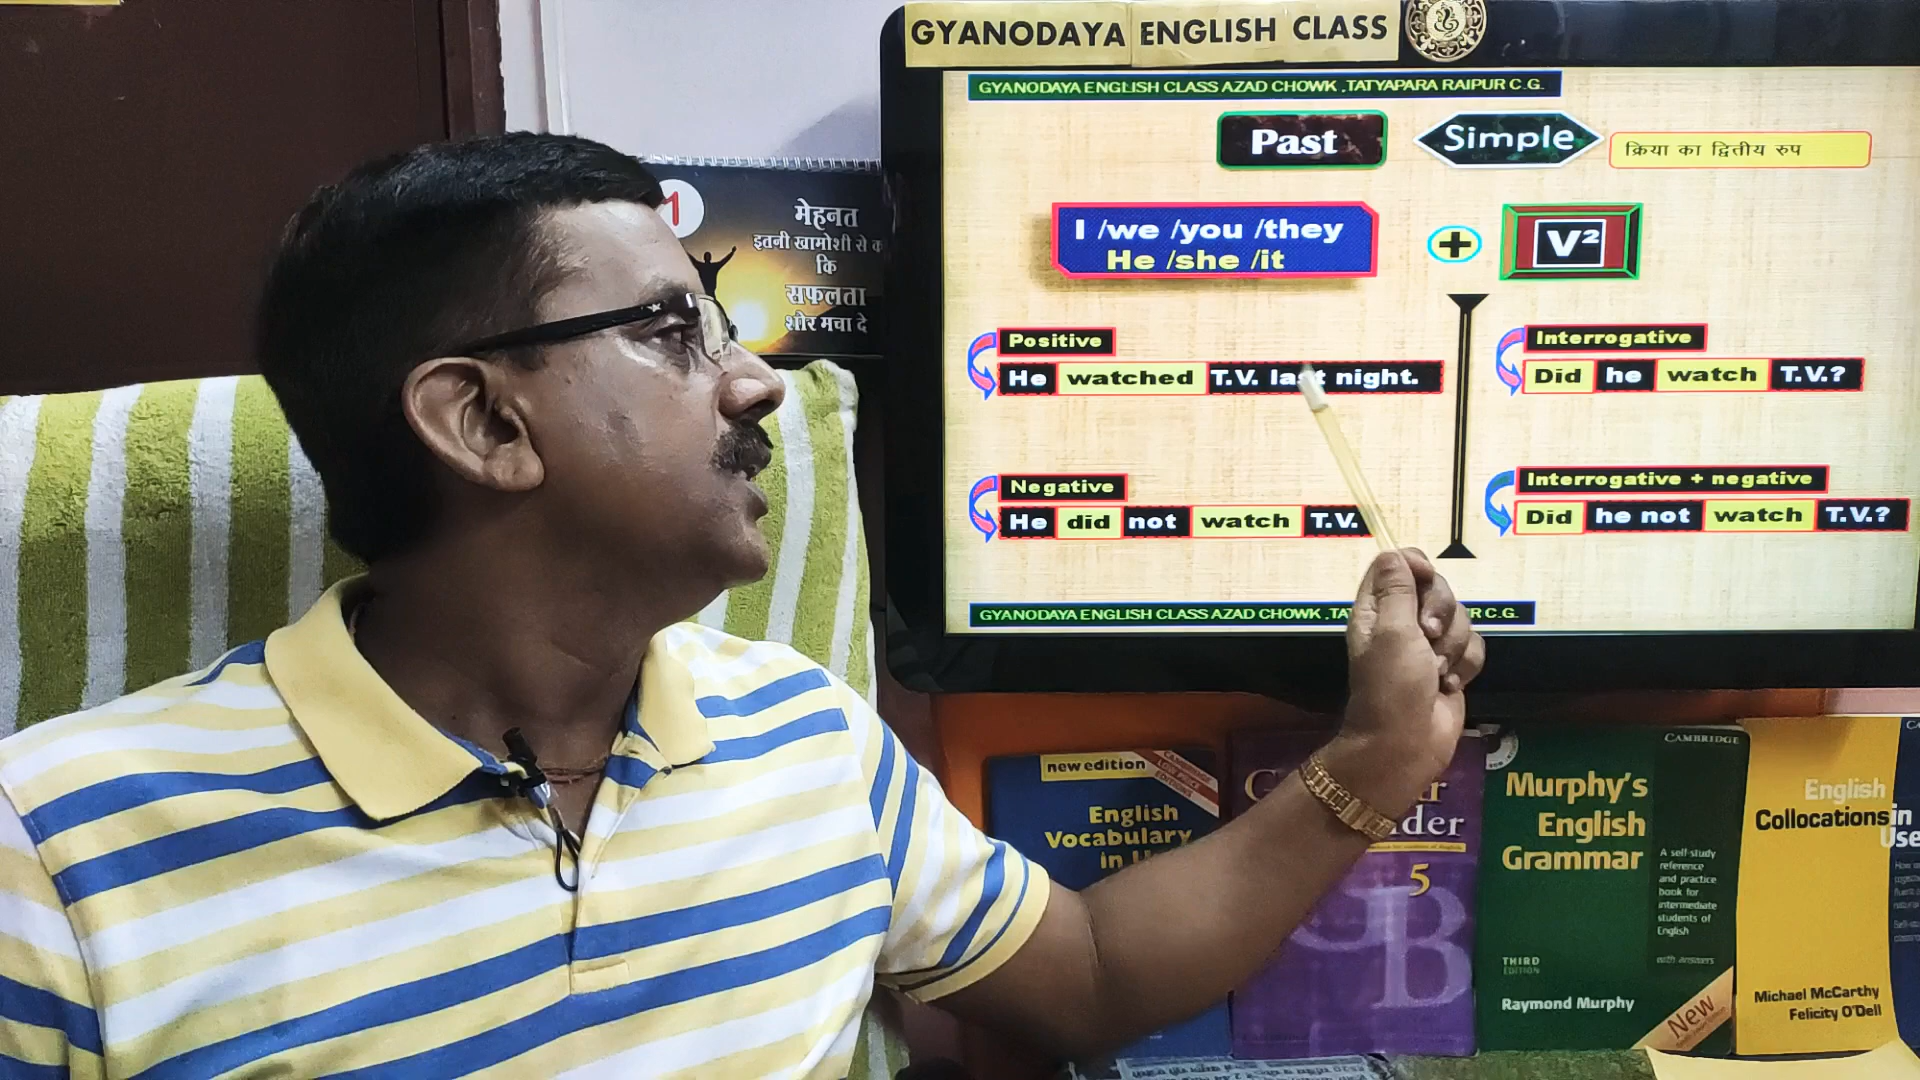 GYANODAYA ENGLISH CLASS
GYANODAYA ENGLISH CLASS AZAD CHOWK ,TATYAPARA RAIPUR C.G.
Past Simple क्रिया का द्वितीय रुप
I /we /you /they
He /she /it
+ V²
Positive
He watched T.V. last night.
Interrogative
Did he watch T.V.?
Negative
He did not watch T.V.
Interrogative + negative
Did he not watch T.V.?
GYANODAYA ENGLISH CLASS AZAD CHOWK ,TA R C.G.
1
मेहनत
इतनी खामोशी से
कि
सफलता
शोर मचा दे
new edition
English
Vocabulary
in
5
CAMBRIDGE
Murphy's
English
Grammar
A self-study
reference
and practice
book for
intermediate
students of
English
with answers
THIRD
EDITION
Raymond Murphy
New
English
Collocations in
Use
Michael McCarthy
Felicity O'Dell